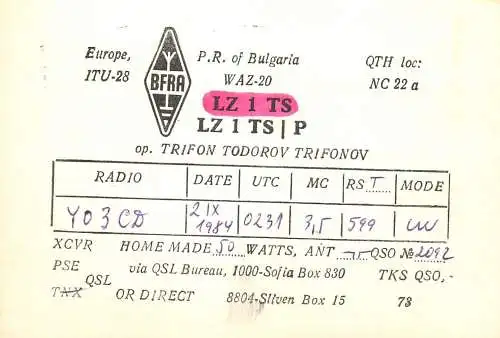 Europe, P.R. of Bulgaria QTH loc:
ITU-28 BFRA WAZ-20 NC 22 a
LZ 1 TS
LZ 1 TS | P
op. TRIFON TODOROV TRIFONOV
RADIO DATE UTC MC RST MODE
YO3CD 2 IX 1984 0231 3,5 599 CW
XCVR HOME MADE 50 WATTS, ANT QSO № 2092
PSE QSL via QSL Bureau, 1000-Sofia Box 830 TKS QSO,-
TNX OR DIRECT 8804-Sliven Box 15 73